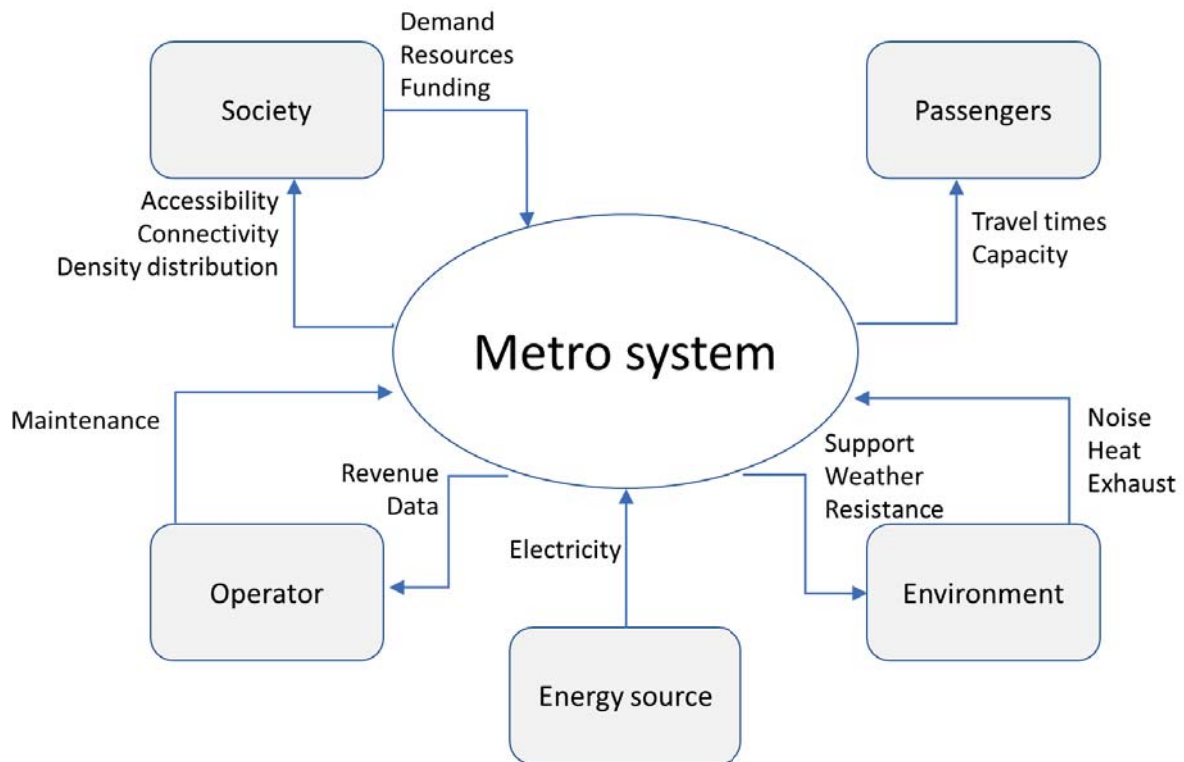 Demand
Resources
Funding
Society
Passengers
Accessibility
Connectivity
Density distribution
Travel times
Capacity
Metro system
Maintenance
Noise
Heat
Exhaust
Support
Weather
Resistance
Revenue
Data
Electricity
Operator
Environment
Energy source